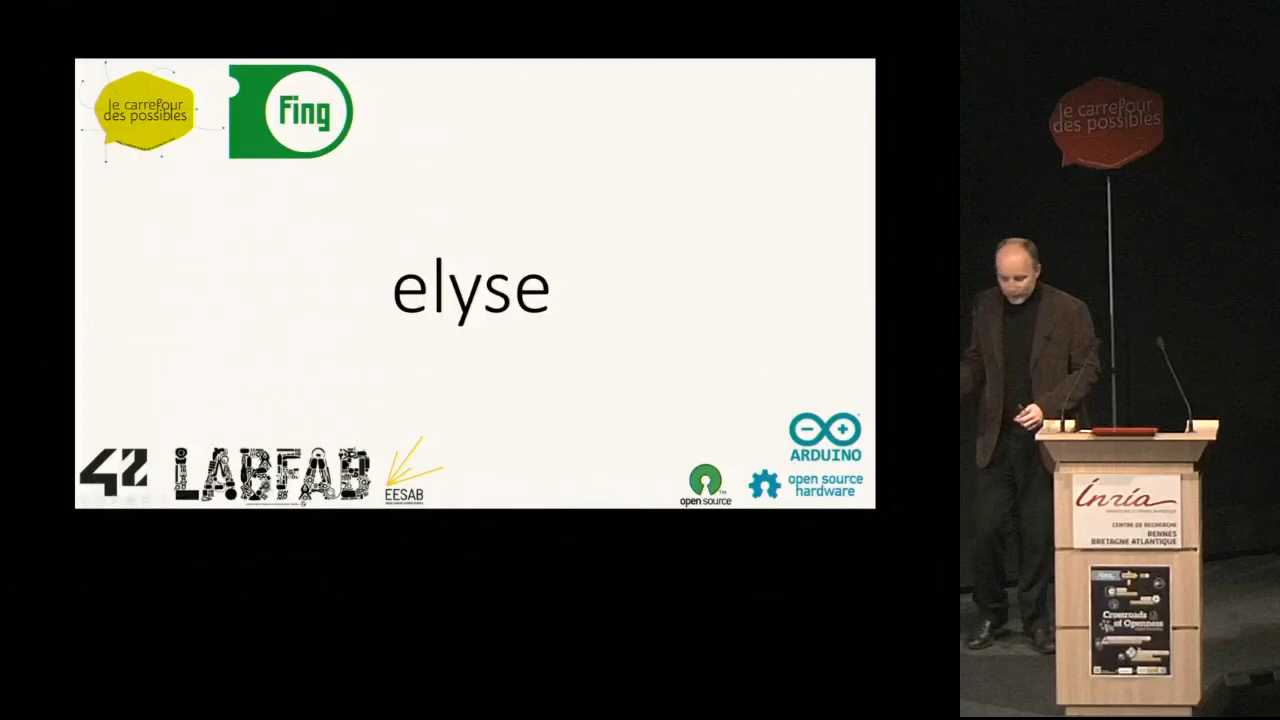 le carrefour
des possibles
Fing
elyse
42 LABFAB
EESAB
open source
ARDUINO
open source
hardware
le carrefour
des possibles
Inria
CENTRE DE RECHERCHE
RENNES
BRETAGNE ATLANTIQUE
Crossroads
of Openness